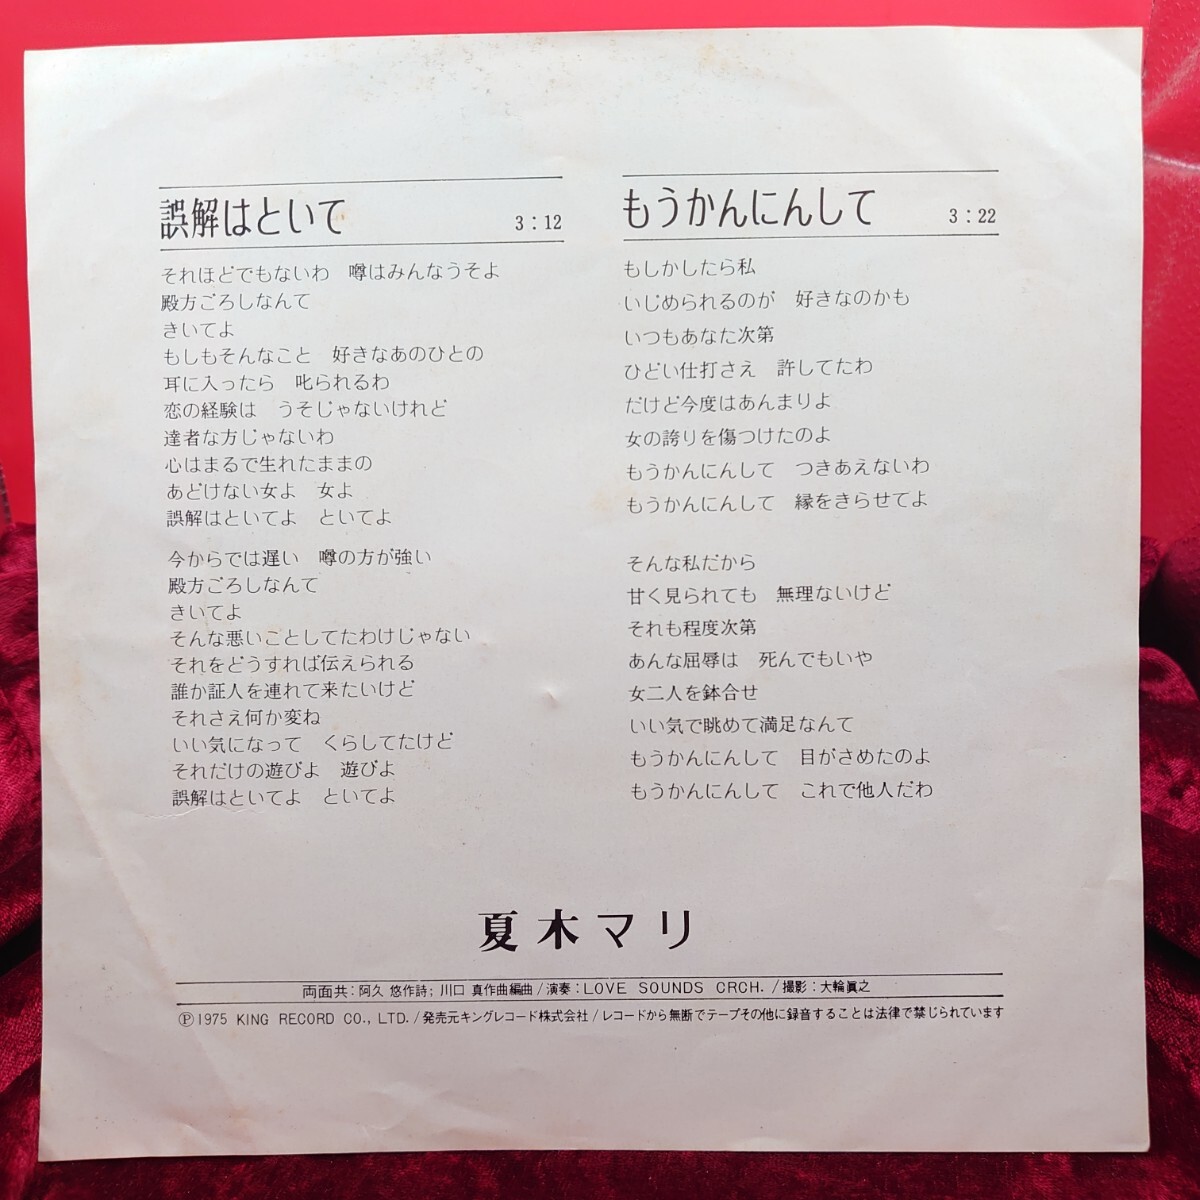 誤解はといて 3:12
それほどでもないわ 噂はみんなうそよ
殿方ごろしなんて
きいてよ
もしもそんなこと 好きなあのひとの
耳に入ったら 叱られるわ
恋の経験は うそじゃないけれど
達者な方じゃないわ
心はまるで生れたままの
あどけない女よ 女よ
誤解はといてよ といてよ
今からでは遅い 噂の方が強い
殿方ごろしなんて
きいてよ
そんな悪いことしてたわけじゃない
それをどうすれば伝えられる
誰か証人を連れて来たいけど
それさえ何か変ね
いい気になって くらしてたけど
それだけの遊びよ 遊びよ
誤解はといてよ といてよ
もうかんにんして 3:22
もしかしたら私
いじめられるのが 好きなのかも
いつもあなた次第
ひどい仕打さえ 許してたわ
だけど今度はあんまりよ
女の誇りを傷つけたのよ
もうかんにんして つきあえないわ
もうかんにんして 縁をきらせてよ
そんな私だから
甘く見られても 無理ないけど
それも程度次第
あんな屈辱は 死んでもいや
女二人を鉢合せ
いい気で眺めて満足なんて
もうかんにんして 目がさめたのよ
もうかんにんして これで他人だわ
夏木マリ
両面共:阿久 悠作詩; 川口 真作曲編曲/演奏:LOVE SOUNDS CRCH./撮影:大輪眞之
Ⓟ1975 KING RECORD CO., LTD./発売元キングレコード株式会社/レコードから無断でテープその他に録音することは法律で禁じられています